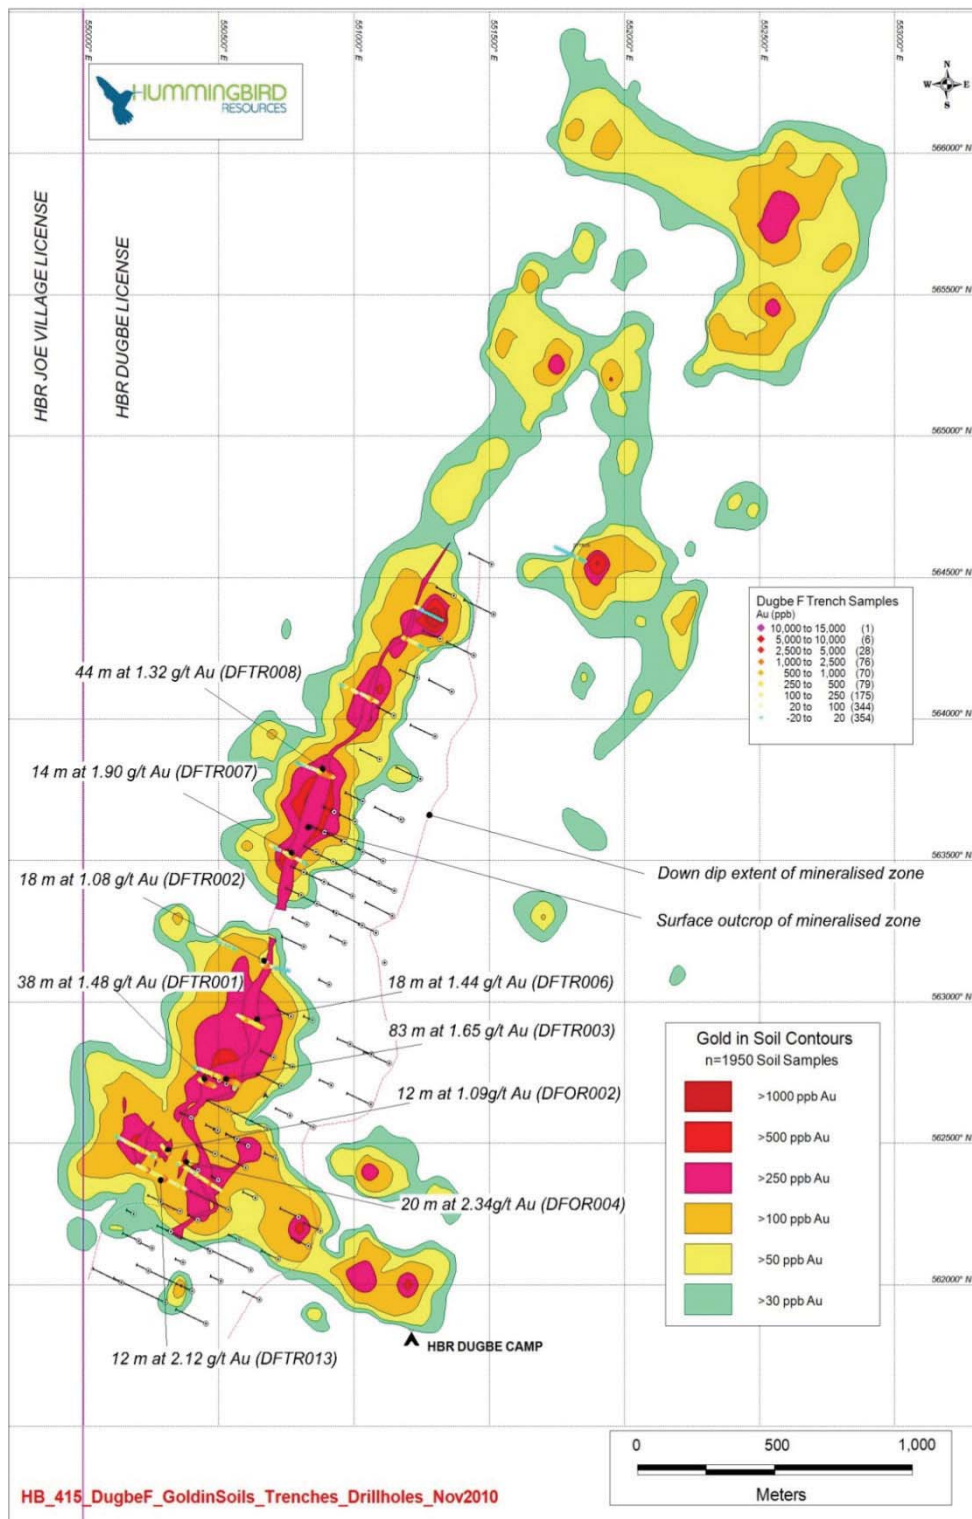 550000° E
550500° E
551000° E
551500° E
552000° E
552500° E
553000° E
HUMMINGBIRD
RESOURCES
N
W E
S
566000° N
HBR JOE VILLAGE LICENSE
HBR DUGBE LICENSE
565500° N
565000° N
564500° N
Dugbe F Trench Samples
Au (ppb)
10,000 to 15,000 (1)
5,000 to 10,000 (6)
2,500 to 5,000 (28)
1,000 to 2,500 (76)
500 to 1,000 (70)
250 to 500 (79)
100 to 250 (175)
20 to 100 (344)
-20 to 20 (354)
44 m at 1.32 g/t Au (DFTR008)
564000° N
14 m at 1.90 g/t Au (DFTR007)
563500° N
Down dip extent of mineralised zone
18 m at 1.08 g/t Au (DFTR002)
Surface outcrop of mineralised zone
38 m at 1.48 g/t Au (DFTR001)
18 m at 1.44 g/t Au (DFTR006)
563000° N
83 m at 1.65 g/t Au (DFTR003)
Gold in Soil Contours
n=1950 Soil Samples
>1000 ppb Au
>500 ppb Au
>250 ppb Au
>100 ppb Au
>50 ppb Au
>30 ppb Au
12 m at 1.09g/t Au (DFOR002)
562500° N
20 m at 2.34g/t Au (DFOR004)
562000° N
HBR DUGBE CAMP
12 m at 2.12 g/t Au (DFTR013)
0 500 1,000
Meters
HB_415_DugbeF_GoldinSoils_Trenches_Drillholes_Nov2010